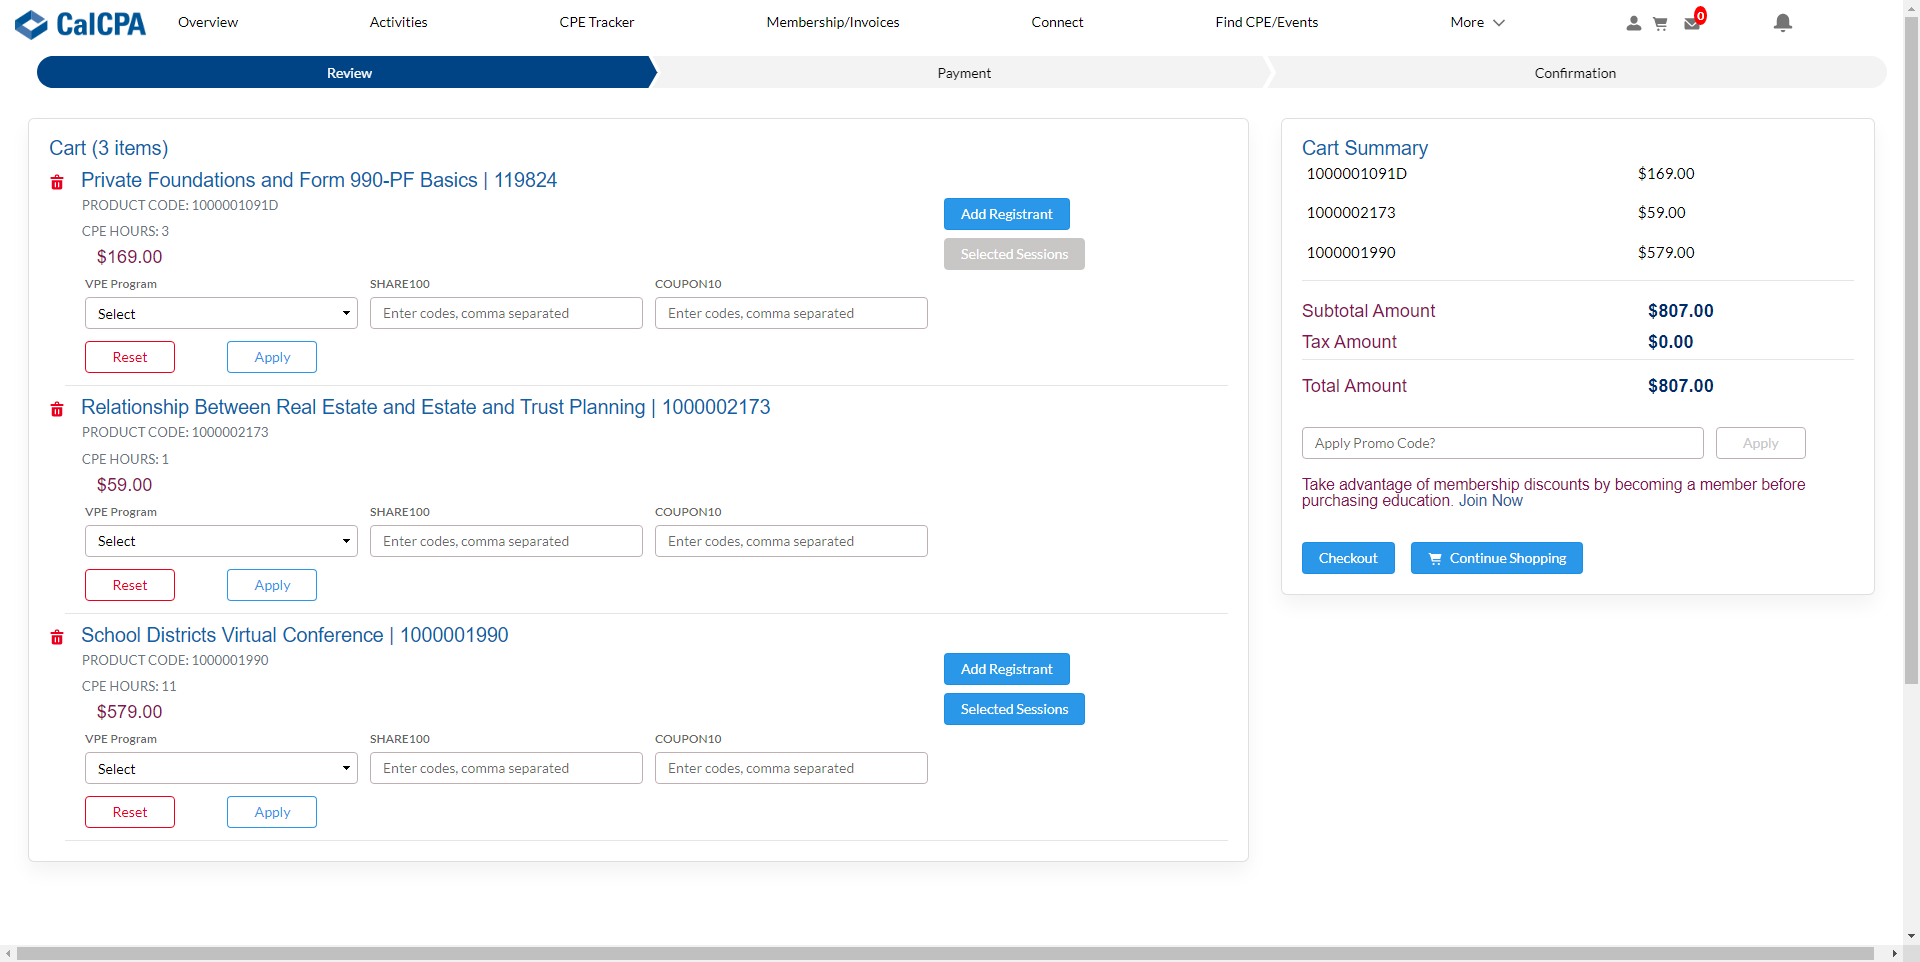 CalCPA
Overview
Activities
CPE Tracker
Membership/Invoices
Connect
Find CPE/Events
More
0
Review
Payment
Confirmation
Cart (3 items)
Private Foundations and Form 990-PF Basics | 119824
PRODUCT CODE: 1000001091D
CPE HOURS: 3
$169.00
Add Registrant
Selected Sessions
VPE Program
SHARE100
COUPON10
Select
Enter codes, comma separated
Enter codes, comma separated
Reset
Apply
Relationship Between Real Estate and Estate and Trust Planning | 1000002173
PRODUCT CODE: 1000002173
CPE HOURS: 1
$59.00
VPE Program
SHARE100
COUPON10
Select
Enter codes, comma separated
Enter codes, comma separated
Reset
Apply
School Districts Virtual Conference | 1000001990
PRODUCT CODE: 1000001990
CPE HOURS: 11
$579.00
Add Registrant
Selected Sessions
VPE Program
SHARE100
COUPON10
Select
Enter codes, comma separated
Enter codes, comma separated
Reset
Apply
Cart Summary
1000001091D $169.00
1000002173 $59.00
1000001990 $579.00
Subtotal Amount $807.00
Tax Amount $0.00
Total Amount $807.00
Apply Promo Code?
Apply
Take advantage of membership discounts by becoming a member before
purchasing education. Join Now
Checkout
Continue Shopping